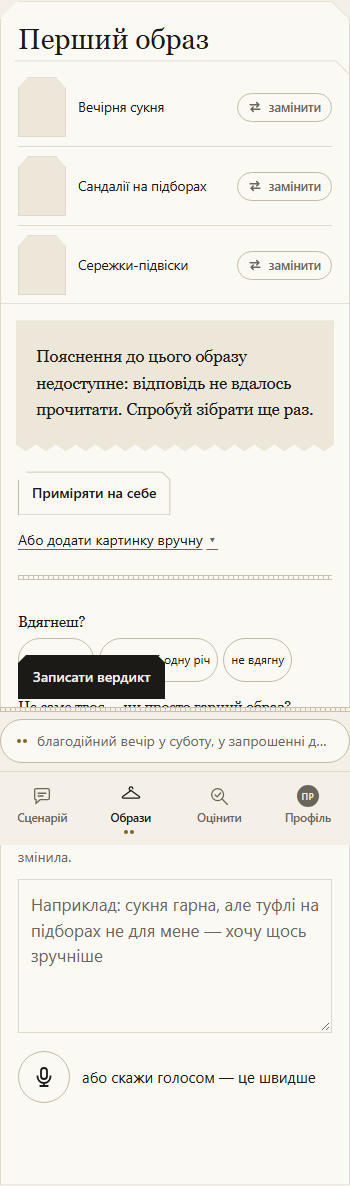 Перший образ
Вечірня сукня
замінити
Сандалії на підборах
замінити
Сережки-підвіски
замінити
Пояснення до цього образу
недоступне: відповідь не вдалось
прочитати. Спробуй зібрати ще раз.
Приміряти на себе
Або додати картинку вручну
Вдягнеш?
одну річ
не вдягну
Записати вердикт
благодійний вечір у суботу, у запрошенні д...
Сценарій
Образи
Оцінити
ПР
Профіль
змінила.
Наприклад: сукня гарна, але туфлі на
підборах не для мене — хочу щось
зручніше
або скажи голосом — це швидше